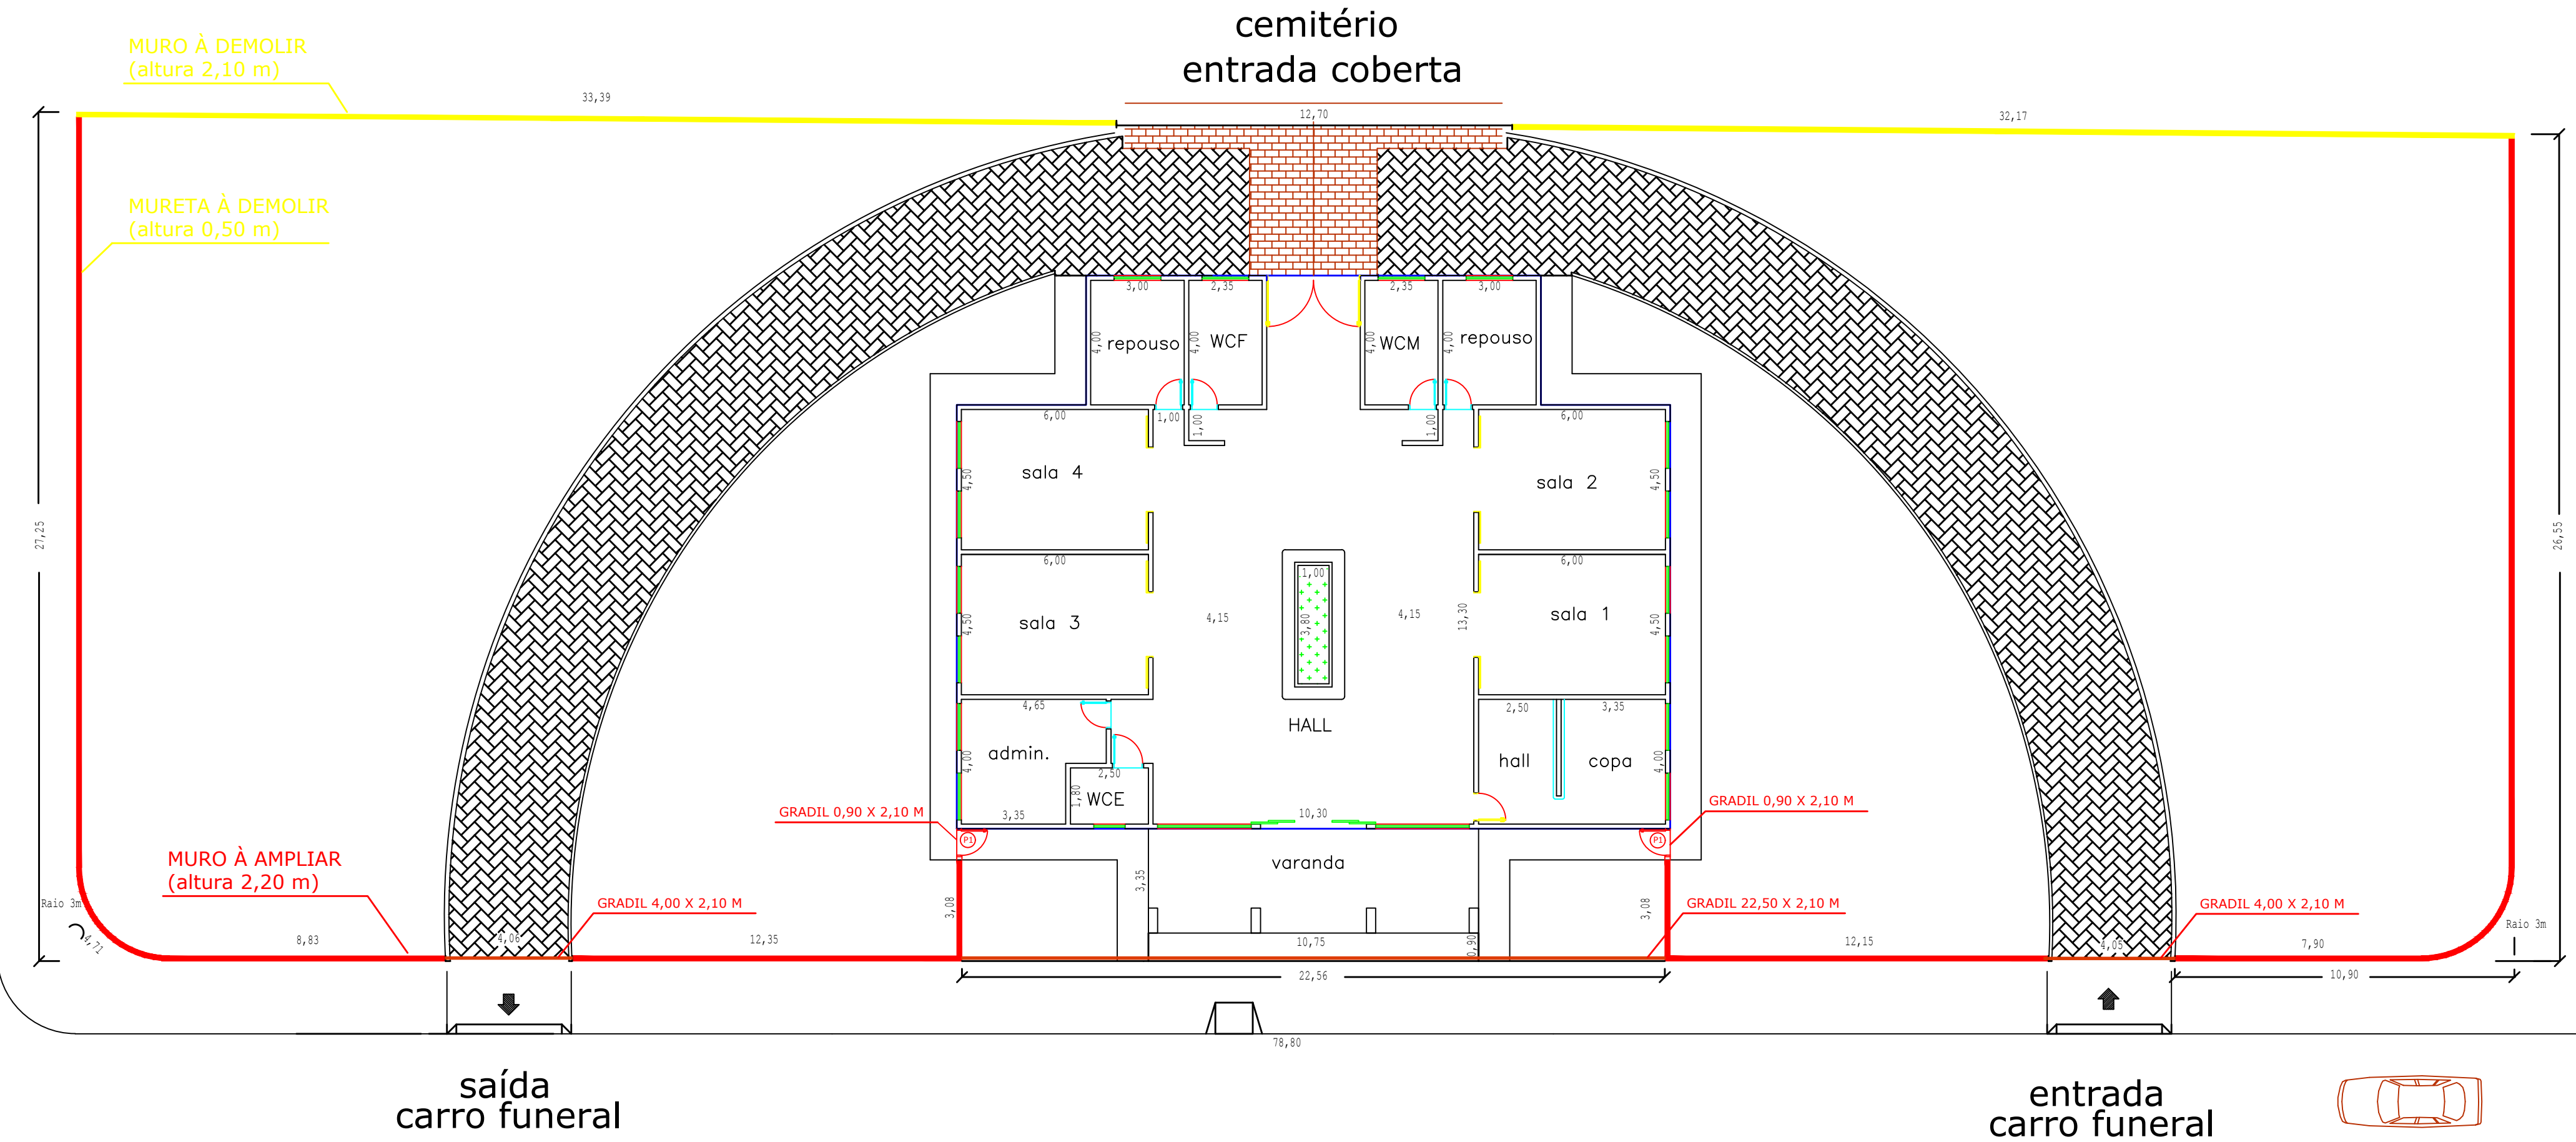 cemitério
entrada coberta
MURO À DEMOLIR
(altura 2,10 m)
33,39
12,70
32,17
MURETA À DEMOLIR
(altura 0,50 m)
3,00
2,35
2,35
3,00
4,00
repouso
4,00
WCF
4,00
WCM
4,00
repouso
6,00
1,00
1,00
1,00
6,00
sala 4
4,50
sala 2
4,50
27,25
26,55
6,00
1,00
6,00
sala 3
4,50
4,15
3,80
4,15
13,30
sala 1
4,50
4,65
HALL
2,50
3,35
admin.
4,00
hall
copa
4,00
2,50
1,80
WCE
3,35
10,30
GRADIL 0,90 X 2,10 M
GRADIL 0,90 X 2,10 M
P1
P1
varanda
MURO À AMPLIAR
(altura 2,20 m)
3,35
Raio 3m
4,71
GRADIL 4,00 X 2,10 M
3,08
3,08
GRADIL 22,50 X 2,10 M
GRADIL 4,00 X 2,10 M
Raio 3m
8,83
4,06
12,35
10,75
0,90
12,15
4,05
7,90
22,56
10,90
78,80
saída
carro funeral
entrada
carro funeral